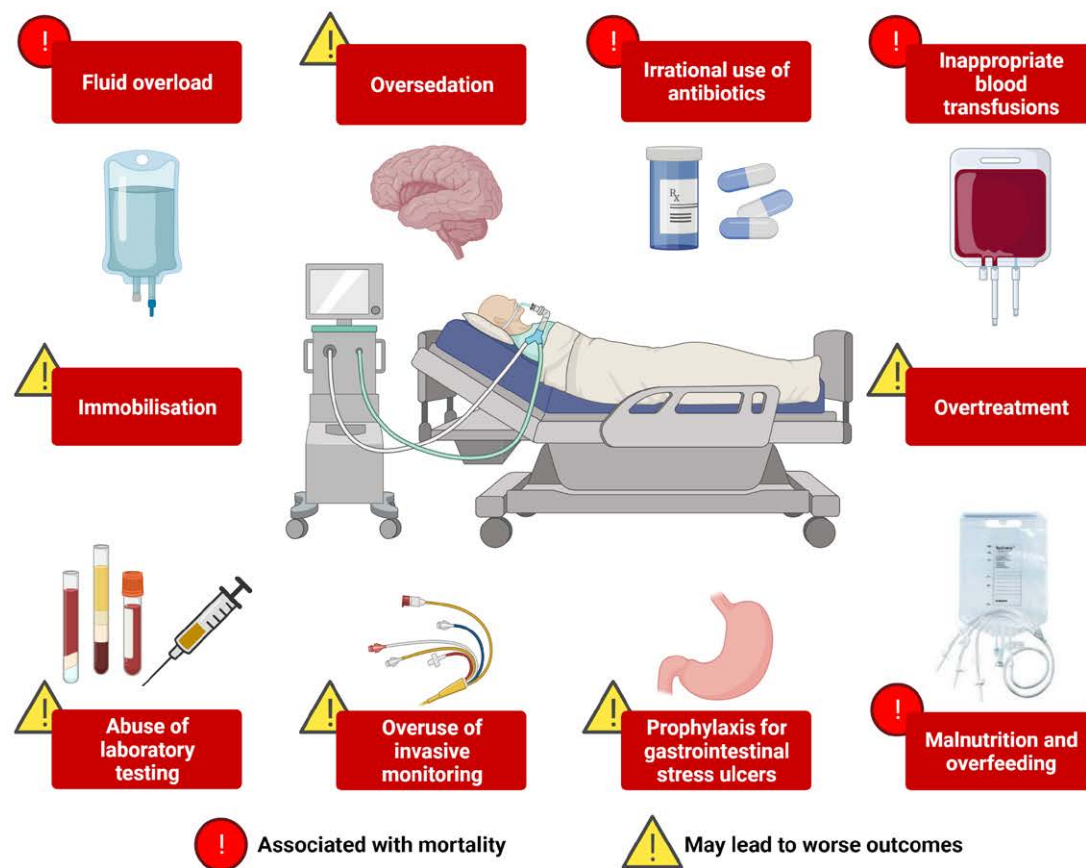 !
!
!
!
Fluid overload
Oversedation
Irrational use of
antibiotics
Inappropriate
blood
transfusions
Rx
!
!
Immobilisation
Overtreatment
!
!
!
!
Abuse of
laboratory
testing
Overuse of
invasive
monitoring
Prophylaxis for
gastrointestinal
stress ulcers
Malnutrition and
overfeeding
! Associated with mortality
! May lead to worse outcomes